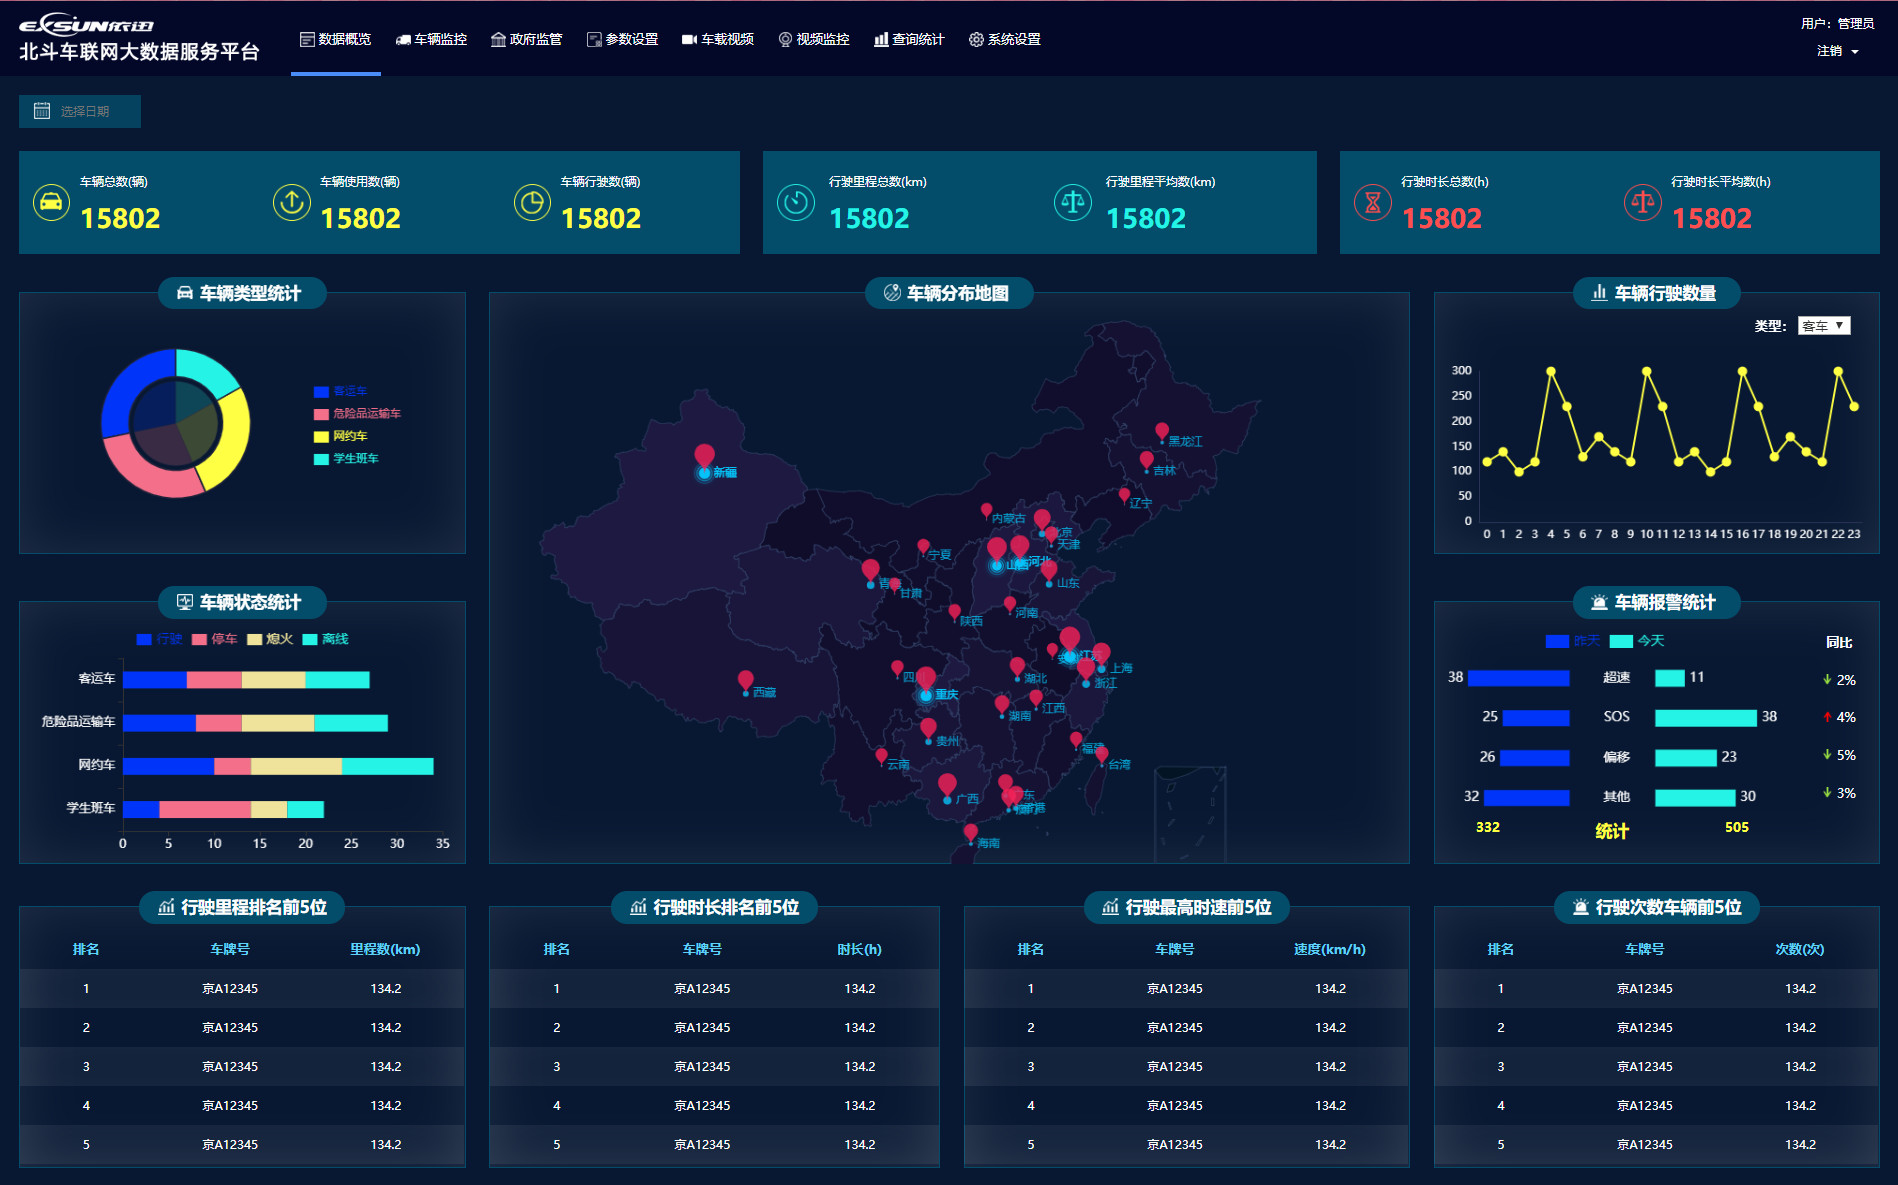 EXSUN依迅
北斗车联网大数据服务平台
数据概览 车辆监控 政府监管 参数设置 车载视频 视频监控 查询统计 系统设置
用户：管理员
注销
选择日期
车辆总数(辆) 车辆使用数(辆) 车辆行驶数(辆) 行驶里程总数(km) 行驶里程平均数(km) 行驶时长总数(h) 行驶时长平均数(h)
15802 15802 15802 15802 15802 15802 15802
车辆类型统计
客运车
危险品运输车
网约车
学生班车
车辆状态统计
行驶 停车 熄火 离线
客运车
危险品运输车
网约车
学生班车
0 5 10 15 20 25 30 35
车辆分布地图
黑龙江
吉林
新疆
辽宁
内蒙古
北京
天津
宁夏
山西
河北
山东
甘肃
河南
陕西
江苏
上海
湖北
浙江
西藏
重庆
江西
湖南
贵州
福建
云南
台湾
广西
海南
车辆行驶数量
类型： 客车
300
250
200
150
100
50
0
0 1 2 3 4 5 6 7 8 9 10 11 12 13 14 15 16 17 18 19 20 21 22 23
车辆报警统计
昨天 今天 同比
38 超速 11 2%
25 SOS 38 4%
26 偏移 23 5%
32 其他 30 3%
332 统计 505
行驶里程排名前5位
排名 车牌号 里程数(km)
1 京A12345 134.2
2 京A12345 134.2
3 京A12345 134.2
4 京A12345 134.2
5 京A12345 134.2
行驶时长排名前5位
排名 车牌号 时长(h)
1 京A12345 134.2
2 京A12345 134.2
3 京A12345 134.2
4 京A12345 134.2
5 京A12345 134.2
行驶最高时速前5位
排名 车牌号 速度(km/h)
1 京A12345 134.2
2 京A12345 134.2
3 京A12345 134.2
4 京A12345 134.2
5 京A12345 134.2
行驶次数车辆前5位
排名 车牌号 次数(次)
1 京A12345 134.2
2 京A12345 134.2
3 京A12345 134.2
4 京A12345 134.2
5 京A12345 134.2